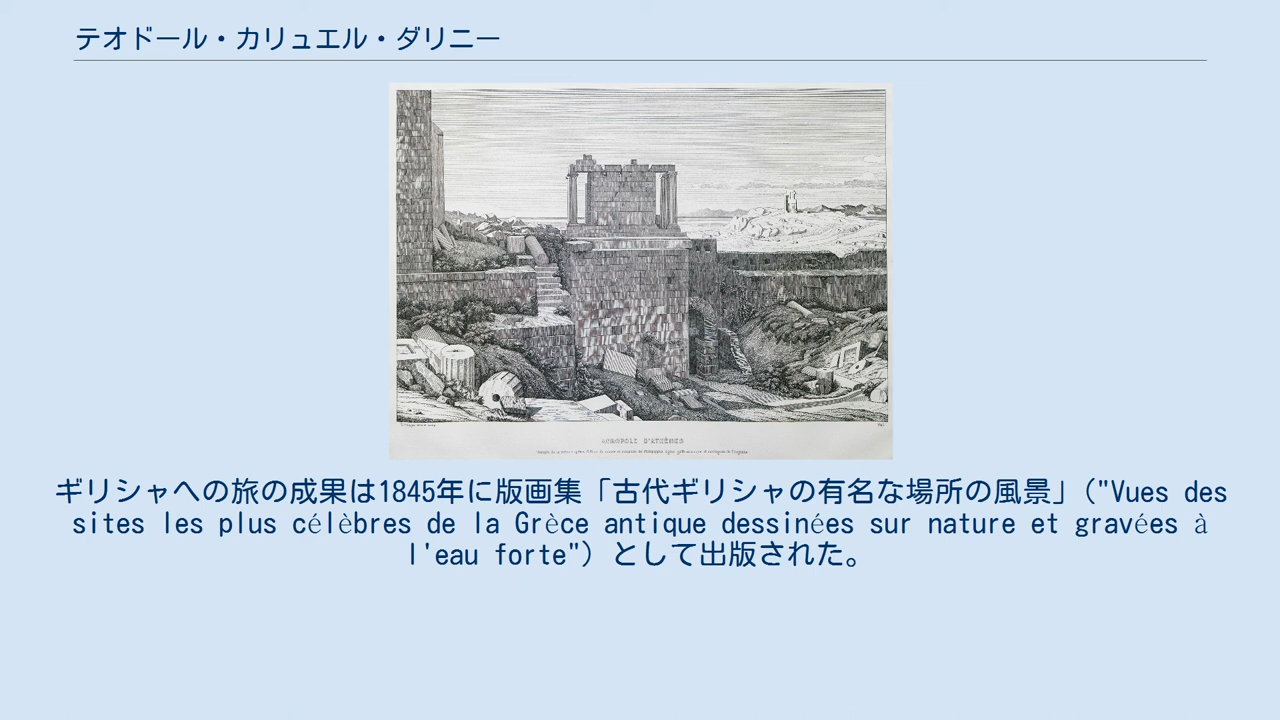 テオドール・カリュエル・ダリニー
ACROPOLE D'ATHÈNES
ギリシャへの旅の成果は1845年に版画集「古代ギリシャの有名な場所の風景」("Vues des
sites les plus célèbres de la Grèce antique dessinées sur nature et gravées à
l'eau forte"）として出版された。